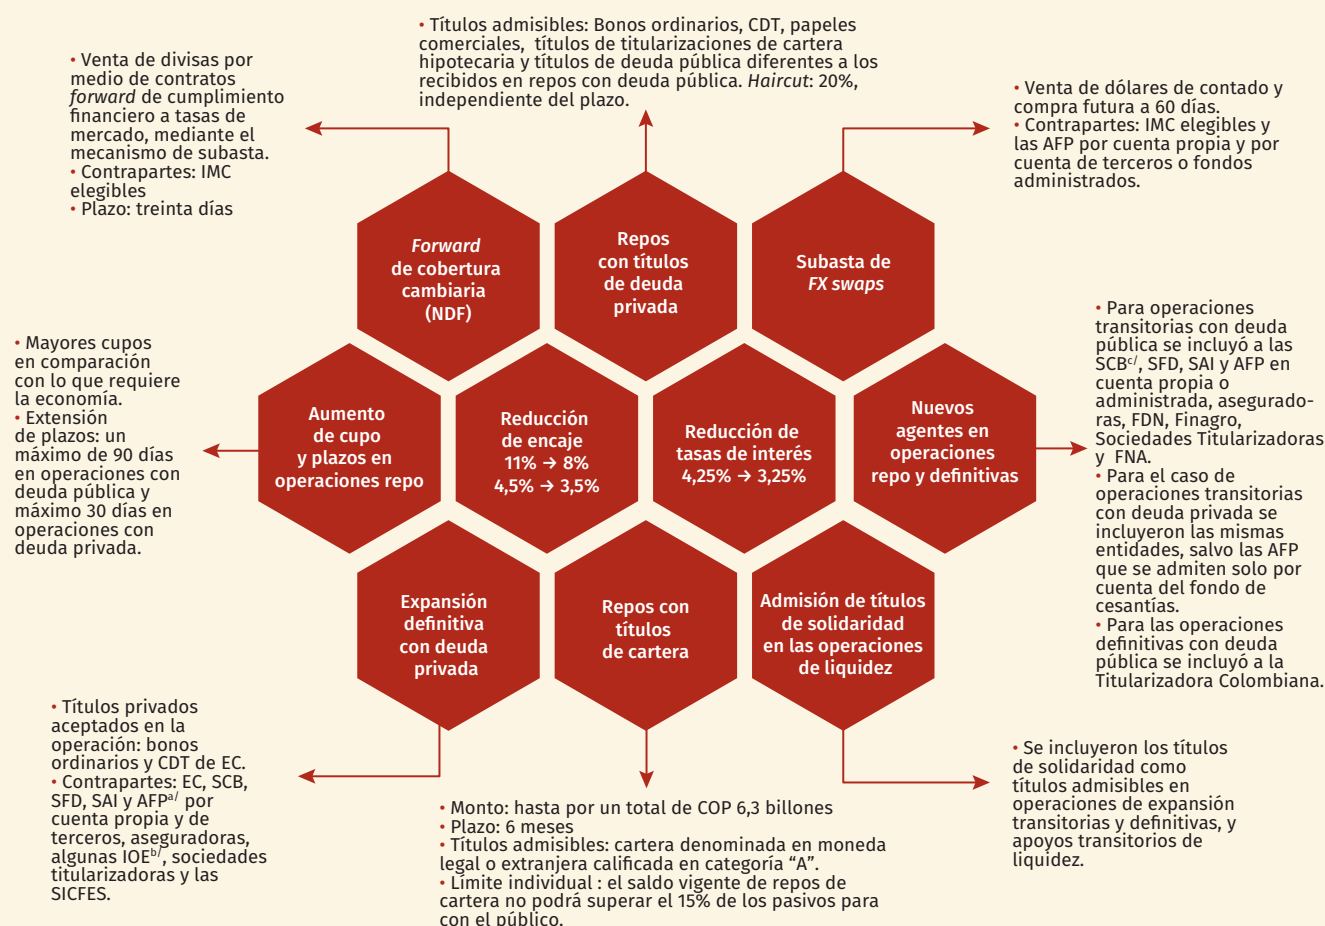 • Venta de divisas por
medio de contratos
forward de cumplimiento
financiero a tasas de
mercado, mediante el
mecanismo de subasta.
• Contrapartes: IMC
elegibles
• Plazo: treinta días
• Títulos admisibles: Bonos ordinarios, CDT, papeles
comerciales, títulos de titularizaciones de cartera
hipotecaria y títulos de deuda pública diferentes a los
recibidos en repos con deuda pública. Haircut: 20%,
independiente del plazo.
• Venta de dólares de contado y
compra futura a 60 días.
• Contrapartes: IMC elegibles y
las AFP por cuenta propia y por
cuenta de terceros o fondos
administrados.
Forward
de cobertura
cambiaria
(NDF)
Repos
con títulos
de deuda
privada
Subasta de
FX swaps
• Mayores cupos
en comparación
con lo que requiere
la economía.
• Extensión
de plazos: un
máximo de 90 días
en operaciones con
deuda pública y
máximo 30 días en
operaciones con
deuda privada.
Aumento
de cupo
y plazos en
operaciones repo
Reducción
de encaje
11% → 8%
4,5% → 3,5%
Reducción de
tasas de interés
4,25% → 3,25%
Nuevos
agentes en
operaciones
repo y definitivas
• Para operaciones
transitorias con deuda
pública se incluyó a las
SCBc/, SFD, SAI y AFP en
cuenta propia o
administrada, asegurado-
ras, FDN, Finagro,
Sociedades Titularizadoras
y FNA.
• Para el caso de
operaciones transitorias
con deuda privada se
incluyeron las mismas
entidades, salvo las AFP
que se admiten solo por
cuenta del fondo de
cesantías.
• Para las operaciones
definitivas con deuda
pública se incluyó a la
Titularizadora Colombiana.
Expansión
definitiva
con deuda
privada
Repos con
títulos
de cartera
Admisión de títulos
de solidaridad
en las operaciones
de liquidez
• Títulos privados
aceptados en la
operación: bonos
ordinarios y CDT de EC.
• Contrapartes: EC, SCB,
SFD, SAI y AFPa/ por
cuenta propia y de
terceros, aseguradoras,
algunas IOEb/, sociedades
titularizadoras y las
SICFES.
• Monto: hasta por un total de COP 6,3 billones
• Plazo: 6 meses
• Títulos admisibles: cartera denominada en moneda
legal o extranjera calificada en categoría “A”.
• Límite individual : el saldo vigente de repos de
cartera no podrá superar el 15% de los pasivos para
con el público.
• Se incluyeron los títulos
de solidaridad como
títulos admisibles en
operaciones de expansión
transitorias y definitivas, y
apoyos transitorios de
liquidez.